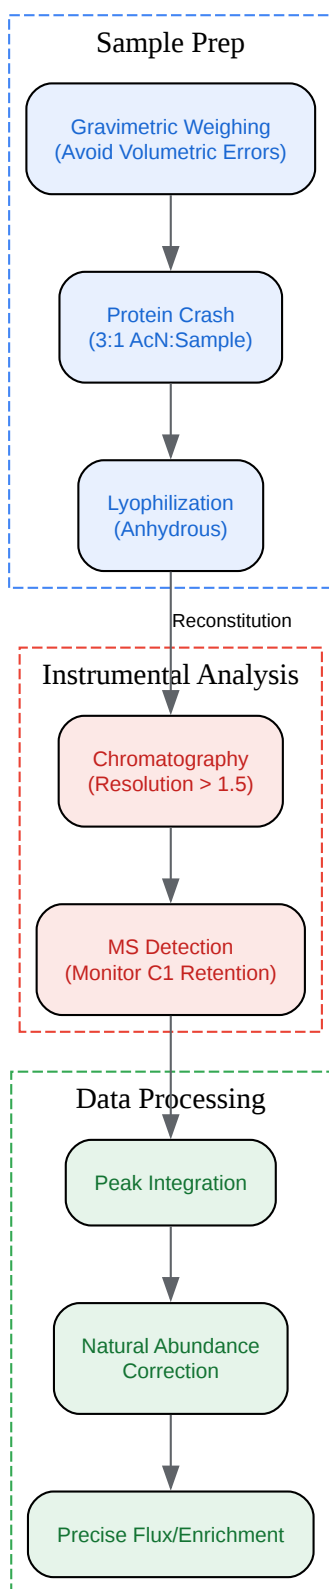 Sample Prep
Gravimetric Weighing
(Avoid Volumetric Errors)
Protein Crash
(3:1 AcN:Sample)
Lyophilization
(Anhydrous)
Reconstitution
Instrumental Analysis
Chromatography
(Resolution > 1.5)
MS Detection
(Monitor C1 Retention)
Data Processing
Peak Integration
Natural Abundance
Correction
Precise Flux/Enrichment